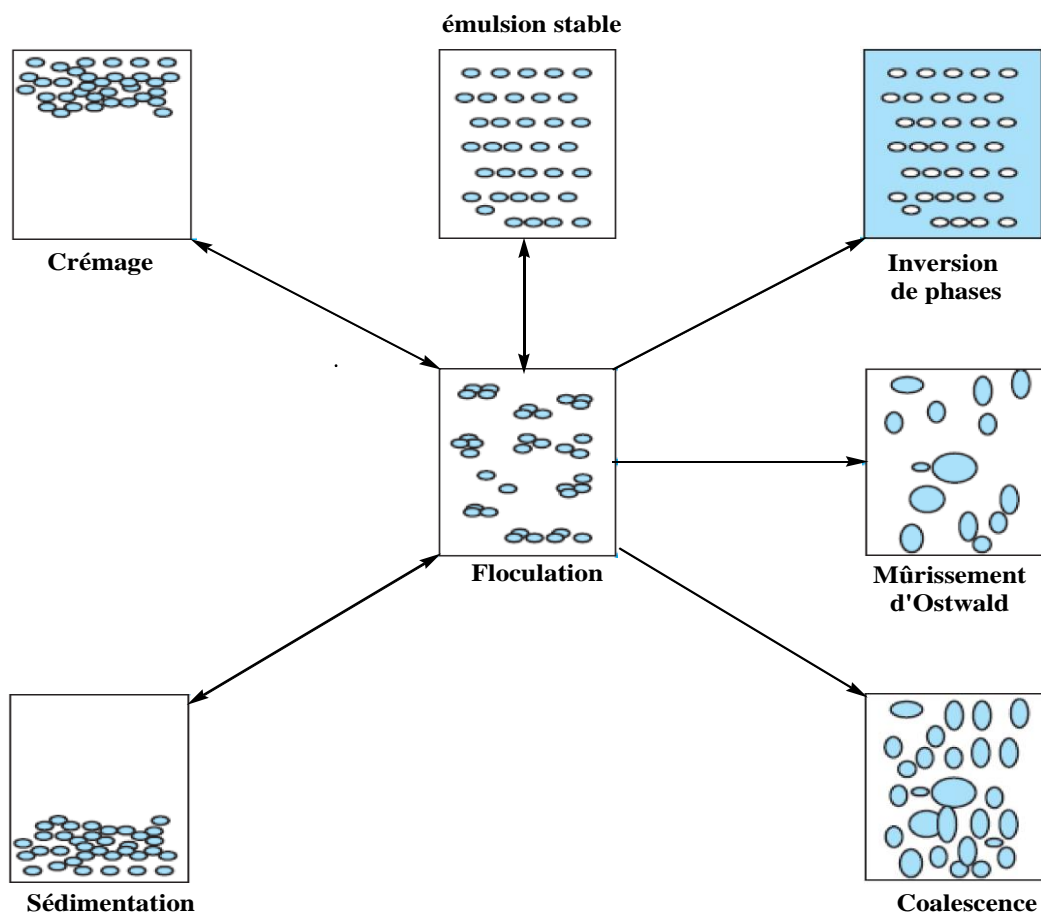 émulsion stable
Crémage
Inversion
de phases
Floculation
Mûrissement
d'Ostwald
Sédimentation
Coalescence